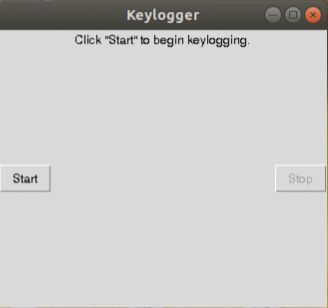 Keylogger
Click "Start" to begin keylogging.
Start
Stop